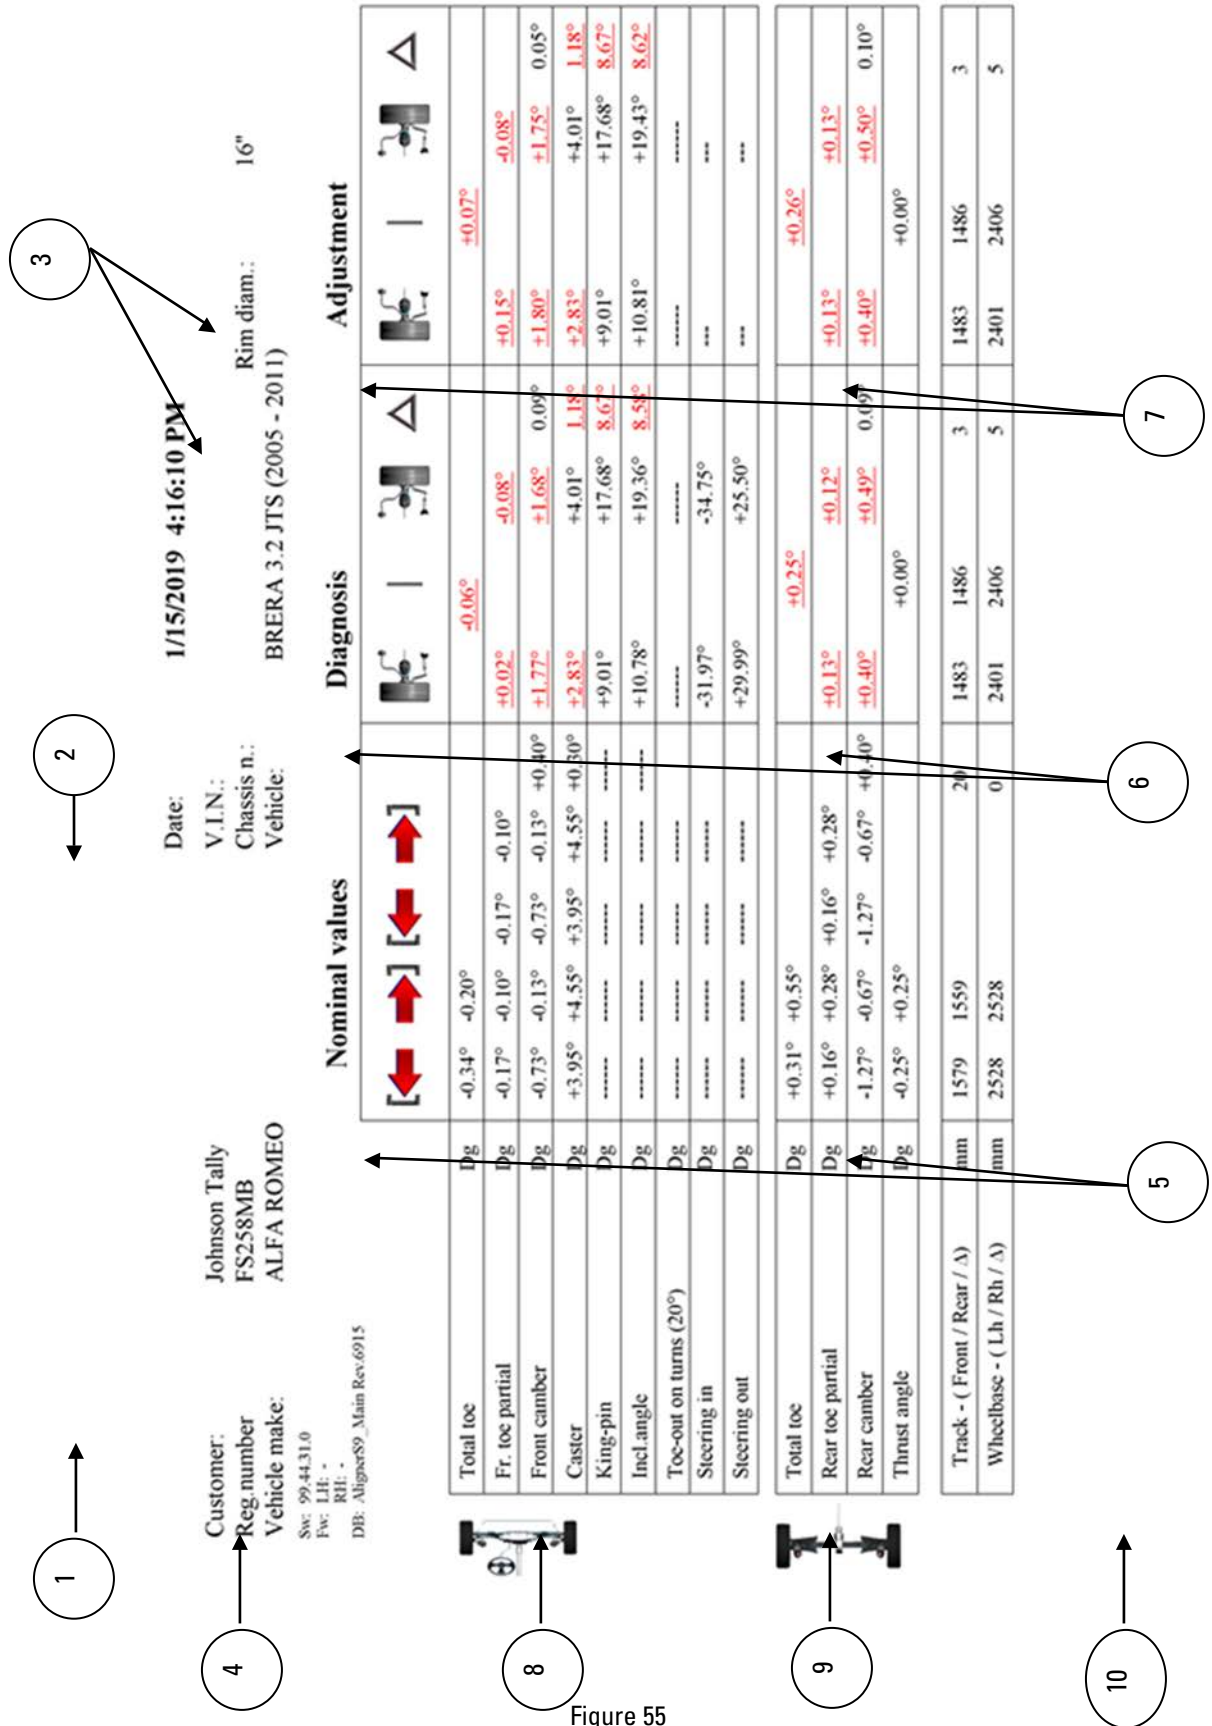 1
2
3
4
Date: 1/15/2019 4:16:10 PM
Customer: Johnson Tally V.I.N.:
Reg.number FS258MB Chassis n.: Rim diam.: 16"
Vehicle make: ALFA ROMEO Vehicle: BRERA 3.2 JTS (2005 - 2011)
Sw: 99.44.31.0
Fw: LH: -
RH: -
DB: AlignerS9_Main Rev.6915
Nominal values Diagnosis Adjustment
[ ] [ ] | Δ | Δ
Total toe Dg -0.34° -0.20° -0.06° +0.07°
Fr. toe partial Dg -0.17° -0.10° -0.17° -0.10° +0.02° -0.08° +0.15° -0.08°
Front camber Dg -0.73° -0.13° -0.73° -0.13° +0.40° +1.77° +1.68° 0.09° +1.80° +1.75° 0.05°
Caster Dg +3.95° +4.55° +3.95° +4.55° +0.30° +2.83° +4.01° 1.18° +2.83° +4.01° 1.18°
King-pin Dg ------ ------ ------ ------ ------ +9.01° +17.68° 8.67° +9.01° +17.68° 8.67°
Incl.angle Dg ------ ------ ------ ------ ------ +10.78° +19.36° 8.58° +10.81° +19.43° 8.62°
Toe-out on turns (20°) Dg ------ ------ ------ ------ ------ ------ ------ ------
Steering in Dg ------ ------ ------ ------ -31.97° -34.75° --- ---
Steering out Dg ------ ------ ------ ------ +29.99° +25.50° --- ---
Total toe Dg +0.31° +0.55° +0.25° +0.26°
Rear toe partial Dg +0.16° +0.28° +0.16° +0.28° +0.13° +0.12° +0.13° +0.13°
Rear camber Dg -1.27° -0.67° -1.27° -0.67° +0.40° +0.40° +0.49° 0.09° +0.40° +0.50° 0.10°
Thrust angle Dg -0.25° +0.25° +0.00° +0.00°
Track - ( Front / Rear / Δ) mm 1579 1559 20 1483 1486 3 1483 1486 3
Wheelbase - ( Lh / Rh / Δ) mm 2528 2528 0 2401 2406 5 2401 2406 5
8
9
10
5
6
7
Figure 55